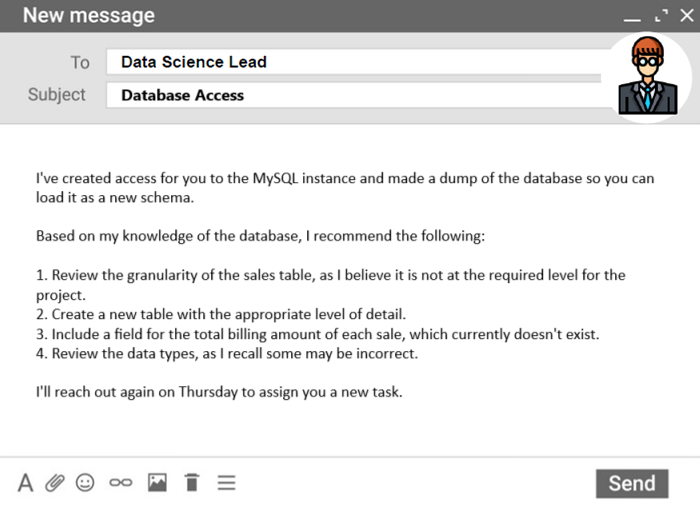 New message
To
Data Science Lead
Subject
Database Access
I've created access for you to the MySQL instance and made a dump of the database so you can
load it as a new schema.
Based on my knowledge of the database, I recommend the following:
1. Review the granularity of the sales table, as I believe it is not at the required level for the
project.
2. Create a new table with the appropriate level of detail.
3. Include a field for the total billing amount of each sale, which currently doesn't exist.
4. Review the data types, as I recall some may be incorrect.
I'll reach out again on Thursday to assign you a new task.
A
Send